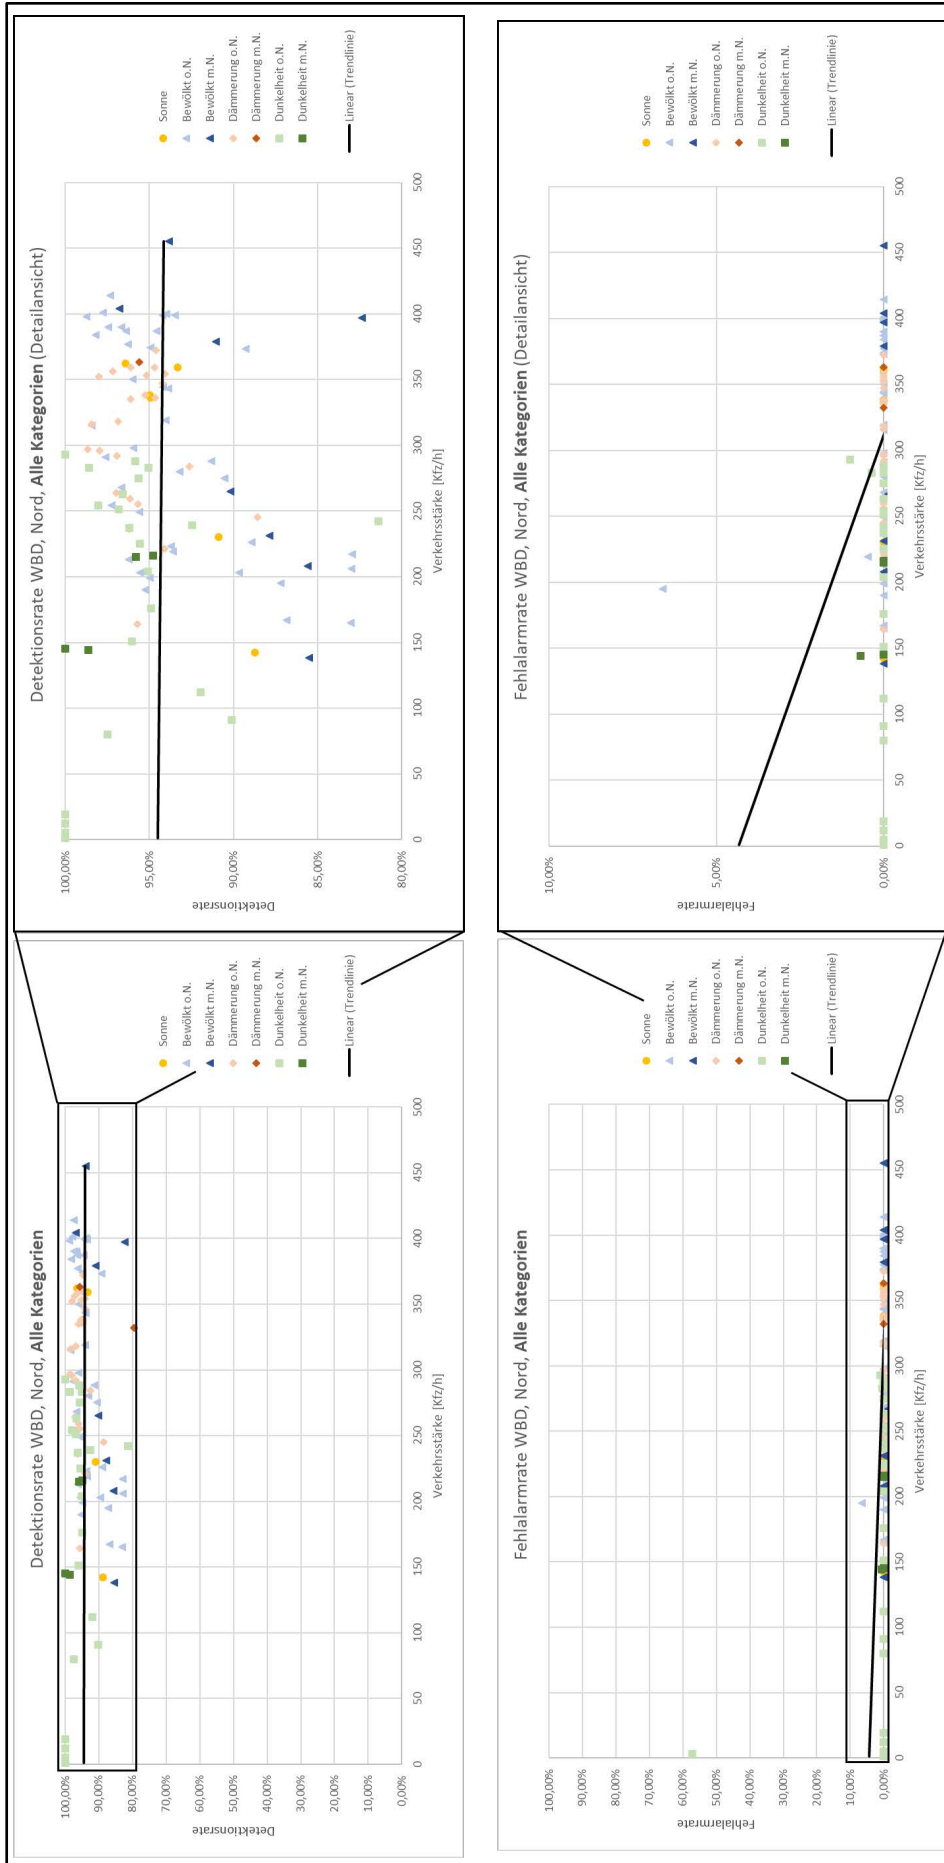 Detektionsrate WBD, Nord, Alle Kategorien
Detektionsrate
100,00%
90,00%
80,00%
70,00%
60,00%
50,00%
40,00%
30,00%
20,00%
10,00%
0,00%
0 50 100 150 200 250 300 350 400 450 500
Verkehrsstärke [Kfz/h]
Sonne
Bewölkt o.N.
Bewölkt m.N.
Dämmerung o.N.
Dämmerung m.N.
Dunkelheit o.N.
Dunkelheit m.N.
Linear (Trendlinie)
Detektionsrate WBD, Nord, Alle Kategorien (Detailansicht)
Detektionsrate
100,00%
95,00%
90,00%
85,00%
80,00%
0 50 100 150 200 250 300 350 400 450 500
Verkehrsstärke [Kfz/h]
Sonne
Bewölkt o.N.
Bewölkt m.N.
Dämmerung o.N.
Dämmerung m.N.
Dunkelheit o.N.
Dunkelheit m.N.
Linear (Trendlinie)
Fehlalarmrate WBD, Nord, Alle Kategorien
Fehlalarmrate
100,00%
90,00%
80,00%
70,00%
60,00%
50,00%
40,00%
30,00%
20,00%
10,00%
0,00%
0 50 100 150 200 250 300 350 400 450 500
Verkehrsstärke [Kfz/h]
Sonne
Bewölkt o.N.
Bewölkt m.N.
Dämmerung o.N.
Dämmerung m.N.
Dunkelheit o.N.
Dunkelheit m.N.
Linear (Trendlinie)
Fehlalarmrate WBD, Nord, Alle Kategorien (Detailansicht)
Fehlalarmrate
10,00%
5,00%
0,00%
0 50 100 150 200 250 300 350 400 450 500
Verkehrsstärke [Kfz/h]
Sonne
Bewölkt o.N.
Bewölkt m.N.
Dämmerung o.N.
Dämmerung m.N.
Dunkelheit o.N.
Dunkelheit m.N.
Linear (Trendlinie)